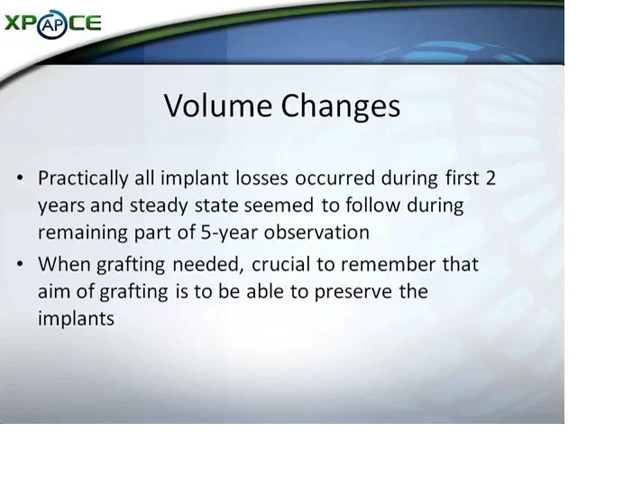 XPAPCE
Volume Changes
• Practically all implant losses occurred during first 2
years and steady state seemed to follow during
remaining part of 5-year observation
• When grafting needed, crucial to remember that
aim of grafting is to be able to preserve the
implants